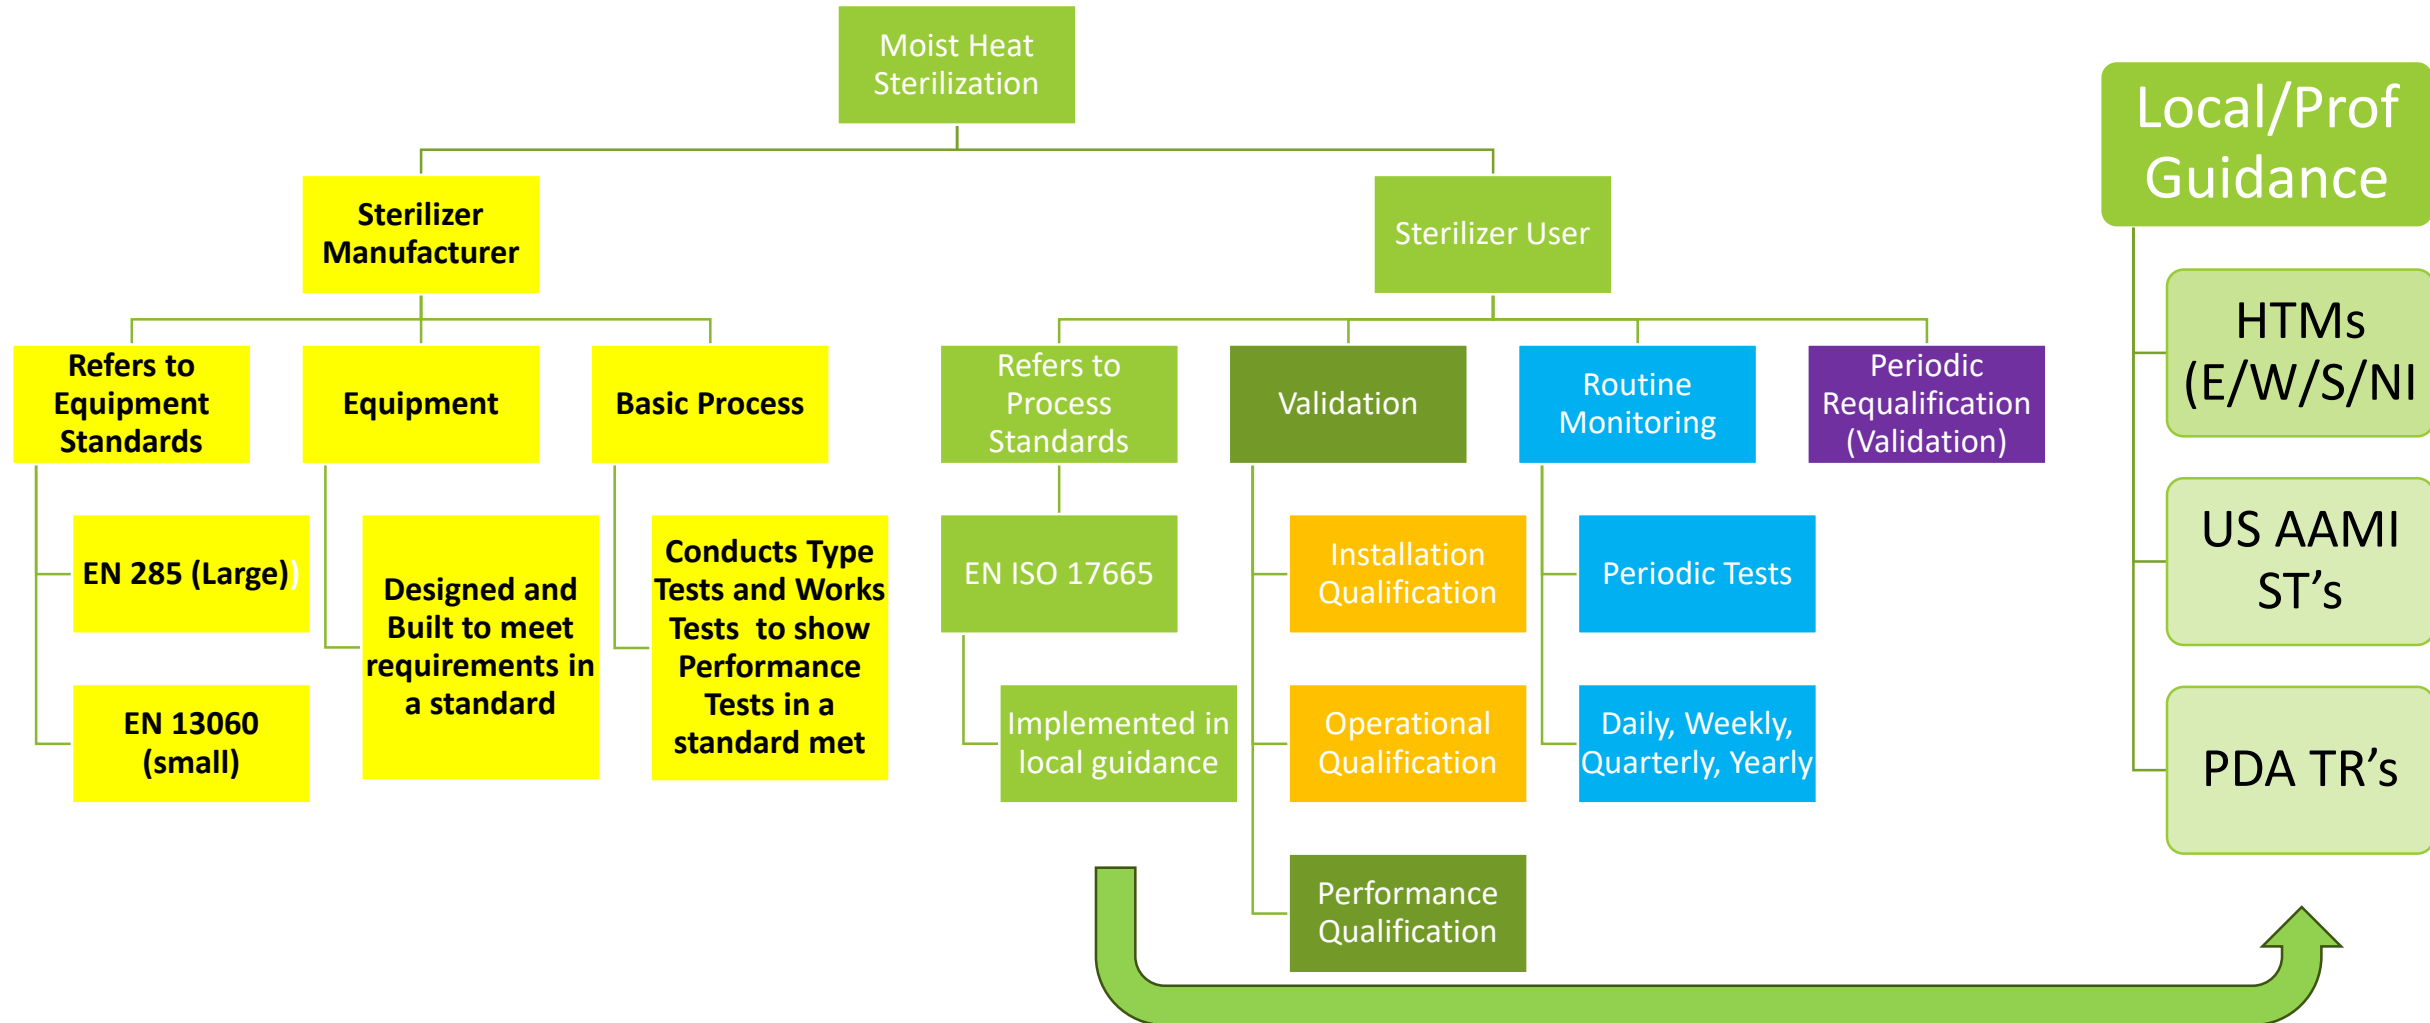 Moist Heat
Sterilization
Local/Prof
Guidance
Sterilizer
Manufacturer
Sterilizer User
Refers to
Equipment
Standards
Equipment
Basic Process
Refers to
Process
Standards
Validation
Routine
Monitoring
Periodic
Requalification
(Validation)
HTMs
(E/W/S/NI
EN 285 (Large))
Designed and
Built to meet
requirements in
a standard
Conducts Type
Tests and Works
Tests to show
Performance
Tests in a
standard met
EN ISO 17665
Installation
Qualification
Periodic Tests
US AAMI
ST’s
EN 13060
(small)
Implemented in
local guidance
Operational
Qualification
Daily, Weekly,
Quarterly, Yearly
PDA TR’s
Performance
Qualification